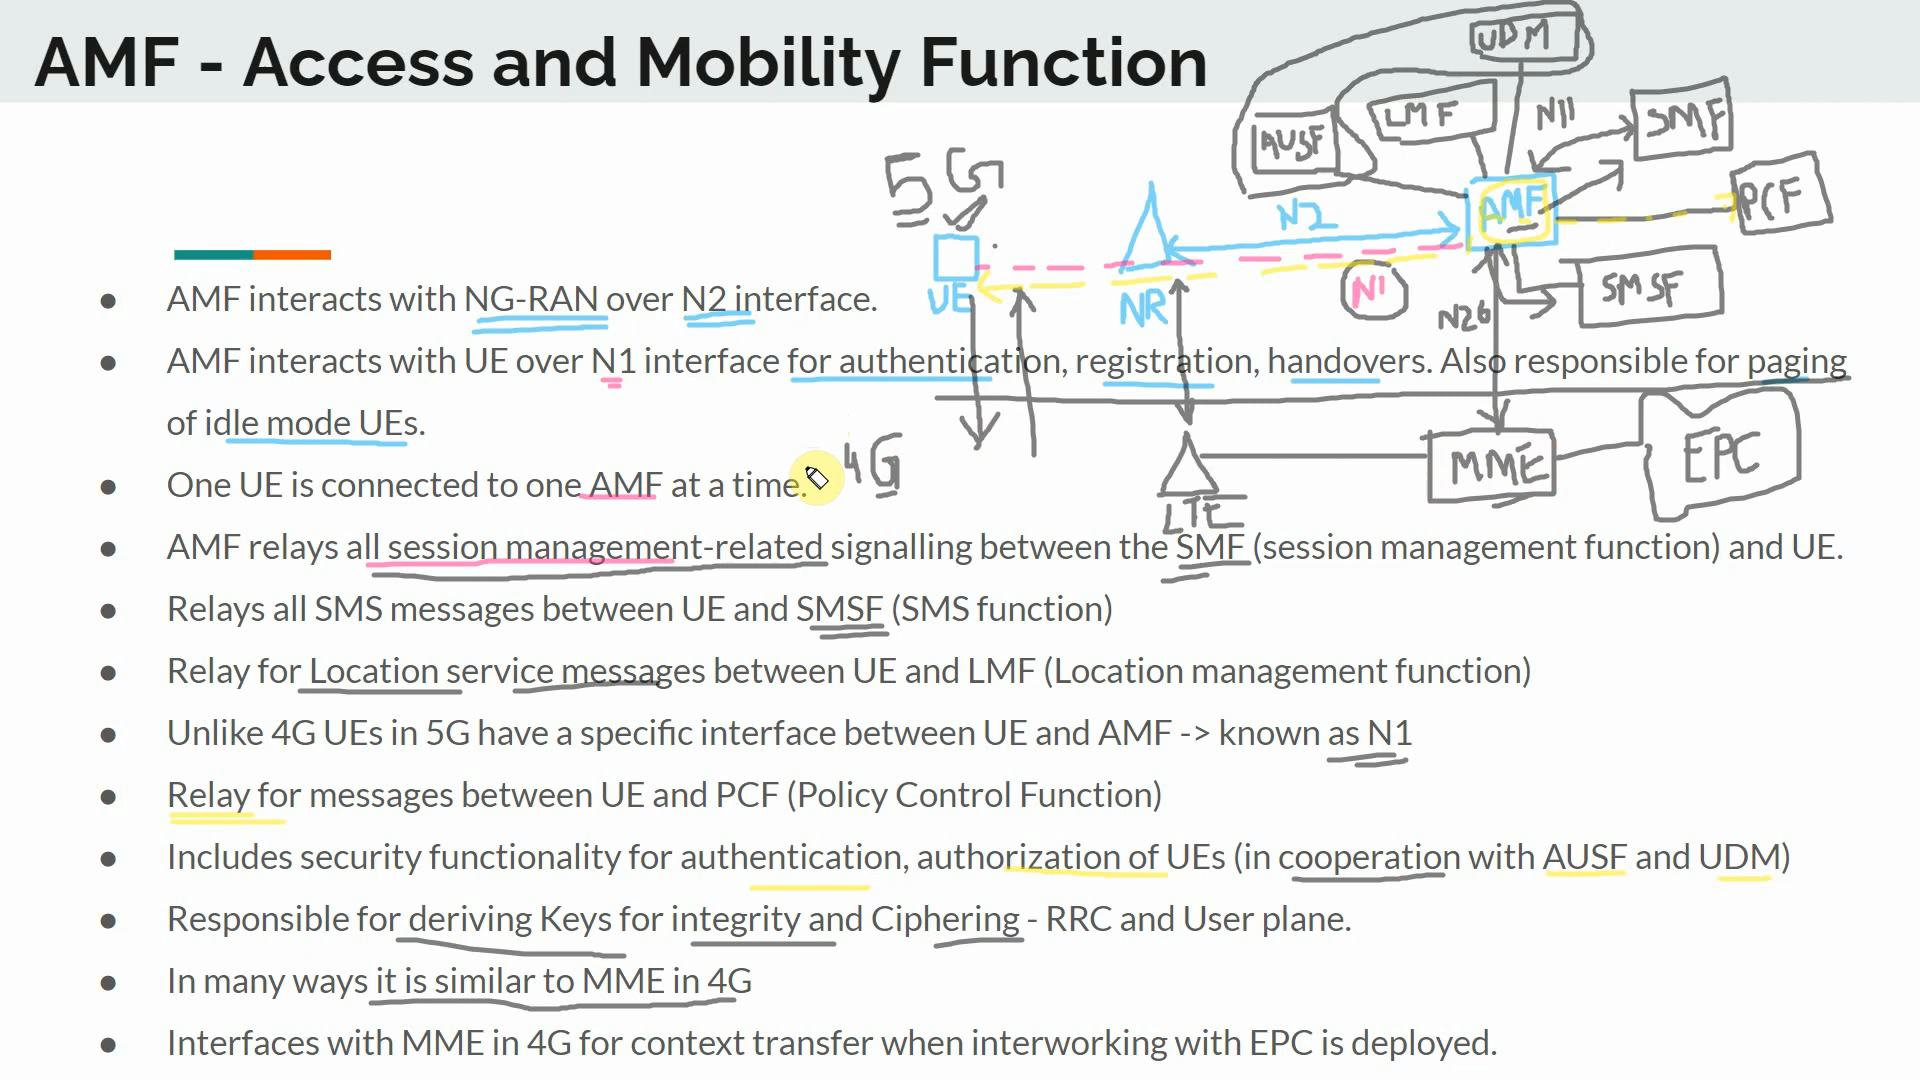 AMF - Access and Mobility Function
UDM
LMF
N11
SMF
AUSF
5G
AMF
PCF
N2
UE
NR
N1
N26
SMSF
● AMF interacts with NG-RAN over N2 interface.
● AMF interacts with UE over N1 interface for authentication, registration, handovers. Also responsible for paging
of idle mode UEs.
4G
MME
EPC
LTE
● One UE is connected to one AMF at a time.
● AMF relays all session management-related signalling between the SMF (session management function) and UE.
● Relays all SMS messages between UE and SMSF (SMS function)
● Relay for Location service messages between UE and LMF (Location management function)
● Unlike 4G UEs in 5G have a specific interface between UE and AMF -> known as N1
● Relay for messages between UE and PCF (Policy Control Function)
● Includes security functionality for authentication, authorization of UEs (in cooperation with AUSF and UDM)
● Responsible for deriving Keys for integrity and Ciphering - RRC and User plane.
● In many ways it is similar to MME in 4G
● Interfaces with MME in 4G for context transfer when interworking with EPC is deployed.